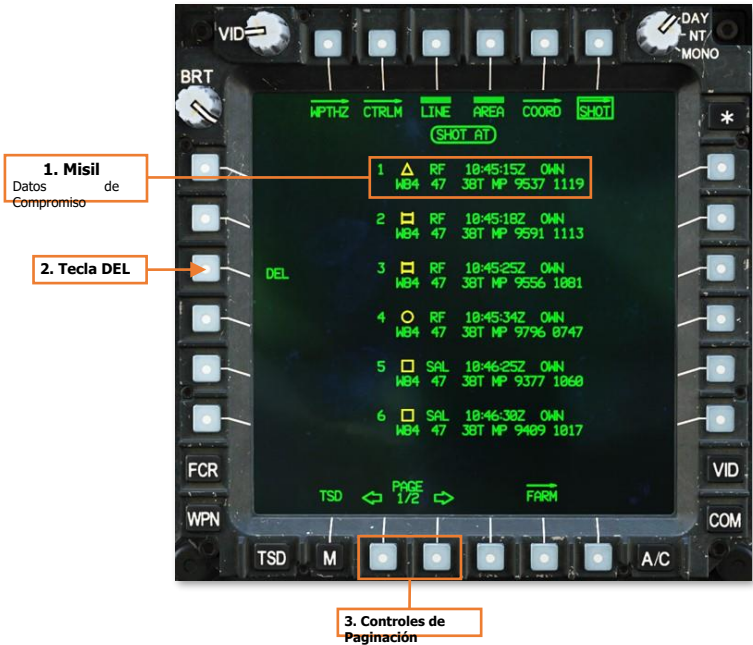 VID
DAY
NT
MONO
BRT
WPTHZ CTRLM LINE AREA COORD SHOT
*
(SHOT AT)
1. Misil
Datos de
Compromiso
1 RF 10:45:15Z OWN
W84 47 38T MP 9537 1119
2 RF 10:45:18Z OWN
W84 47 38T MP 9591 1113
2. Tecla DEL
DEL
3 RF 10:45:25Z OWN
W84 47 38T MP 9556 1081
4 RF 10:45:34Z OWN
W84 47 38T MP 9796 0747
5 SAL 10:46:25Z OWN
W84 47 38T MP 9377 1060
6 SAL 10:46:30Z OWN
W84 47 38T MP 9409 1017
FCR
VID
TSD
PAGE
1/2
FARM
WPN
COM
TSD M A/C
3. Controles de
Paginación